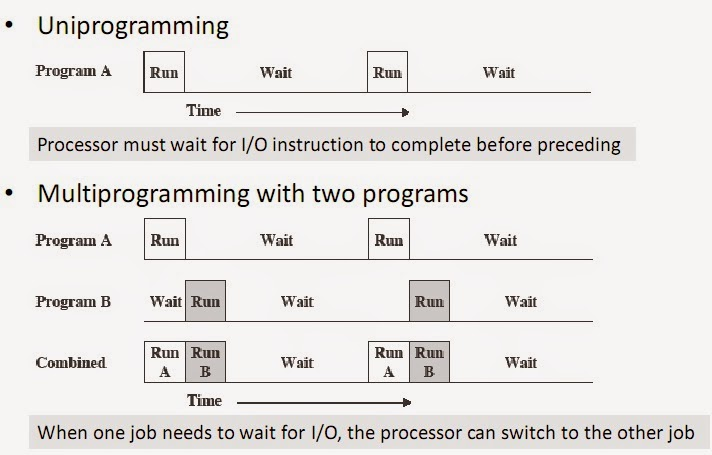 • Uniprogramming
Program A Run Wait Run Wait
Time
Processor must wait for I/O instruction to complete before preceding
• Multiprogramming with two programs
Program A Run Wait Run Wait
Program B Wait Run Wait Run Wait
Combined Run A Run B Wait Run A Run B Wait
Time
When one job needs to wait for I/O, the processor can switch to the other job